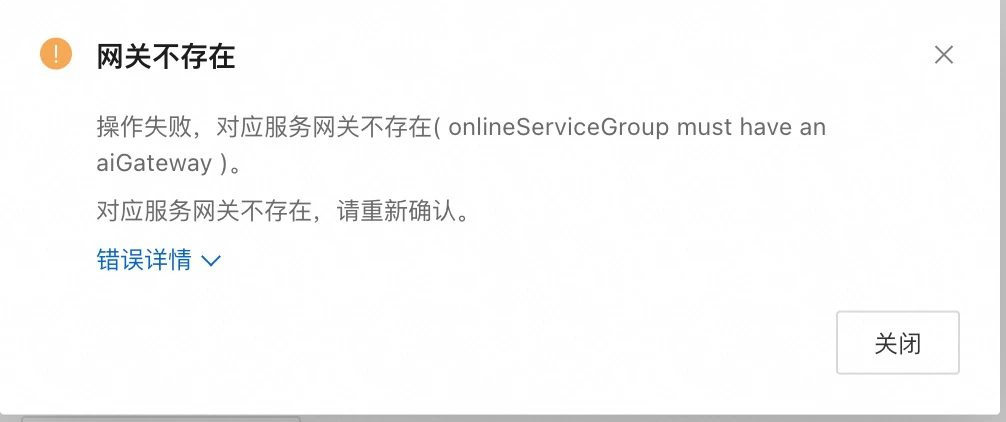 网关不存在
操作失败，对应服务网关不存在( onlineServiceGroup must have an
aiGateway )。
对应服务网关不存在，请重新确认。
错误详情
关闭